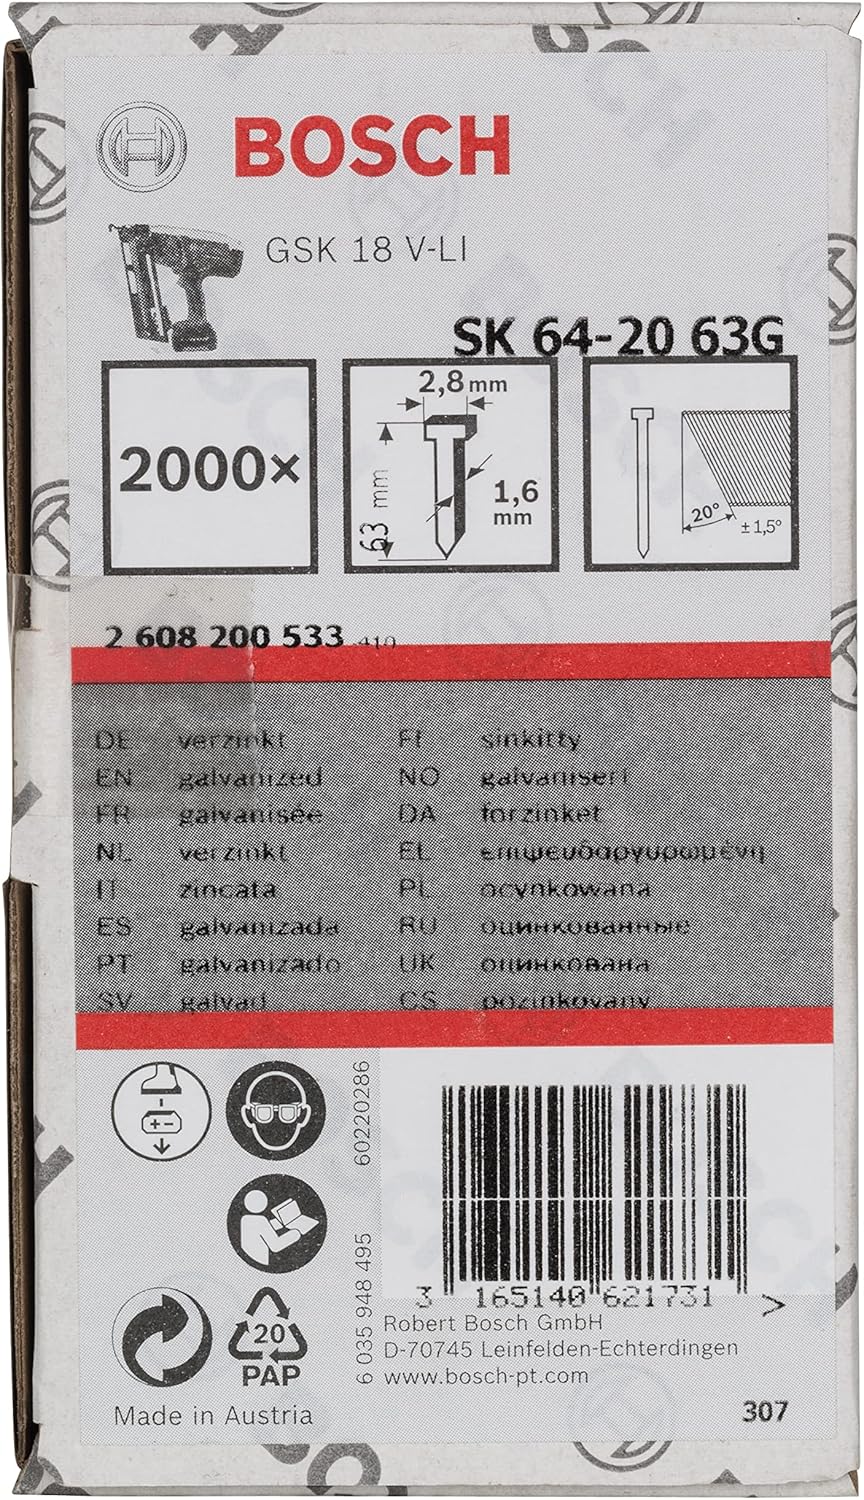 BOSCH
GSK 18 V-LI
SK 64-20 63G
2000×
2,8 mm
63 mm
1,6 mm
20°
± 1,5°
2 608 200 533 410
DE verzinkt
EN galvanized
FR galvanisée
NL verzinkt
IT zincata
ES galvanizada
PT galvanizado
SV galvad
FI sinkitty
NO galvanisert
DA forzinket
EL επιψευδαργυρωμένη
PL ocynkowana
RU оцинкованные
UK оцинкована
CS pozinkovaný
60220286
6 035 948 495
20
PAP
3 165140 621731 >
Robert Bosch GmbH
D-70745 Leinfelden-Echterdingen
www.bosch-pt.com
Made in Austria
307